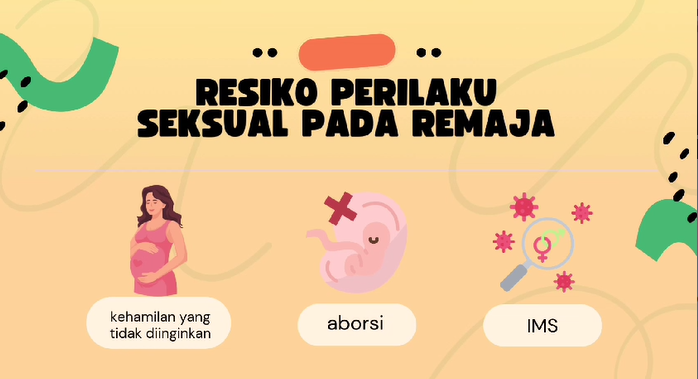 RESIKO PERILAKU
SEKSUAL PADA REMAJA
kehamilan yang
tidak diinginkan
aborsi
IMS